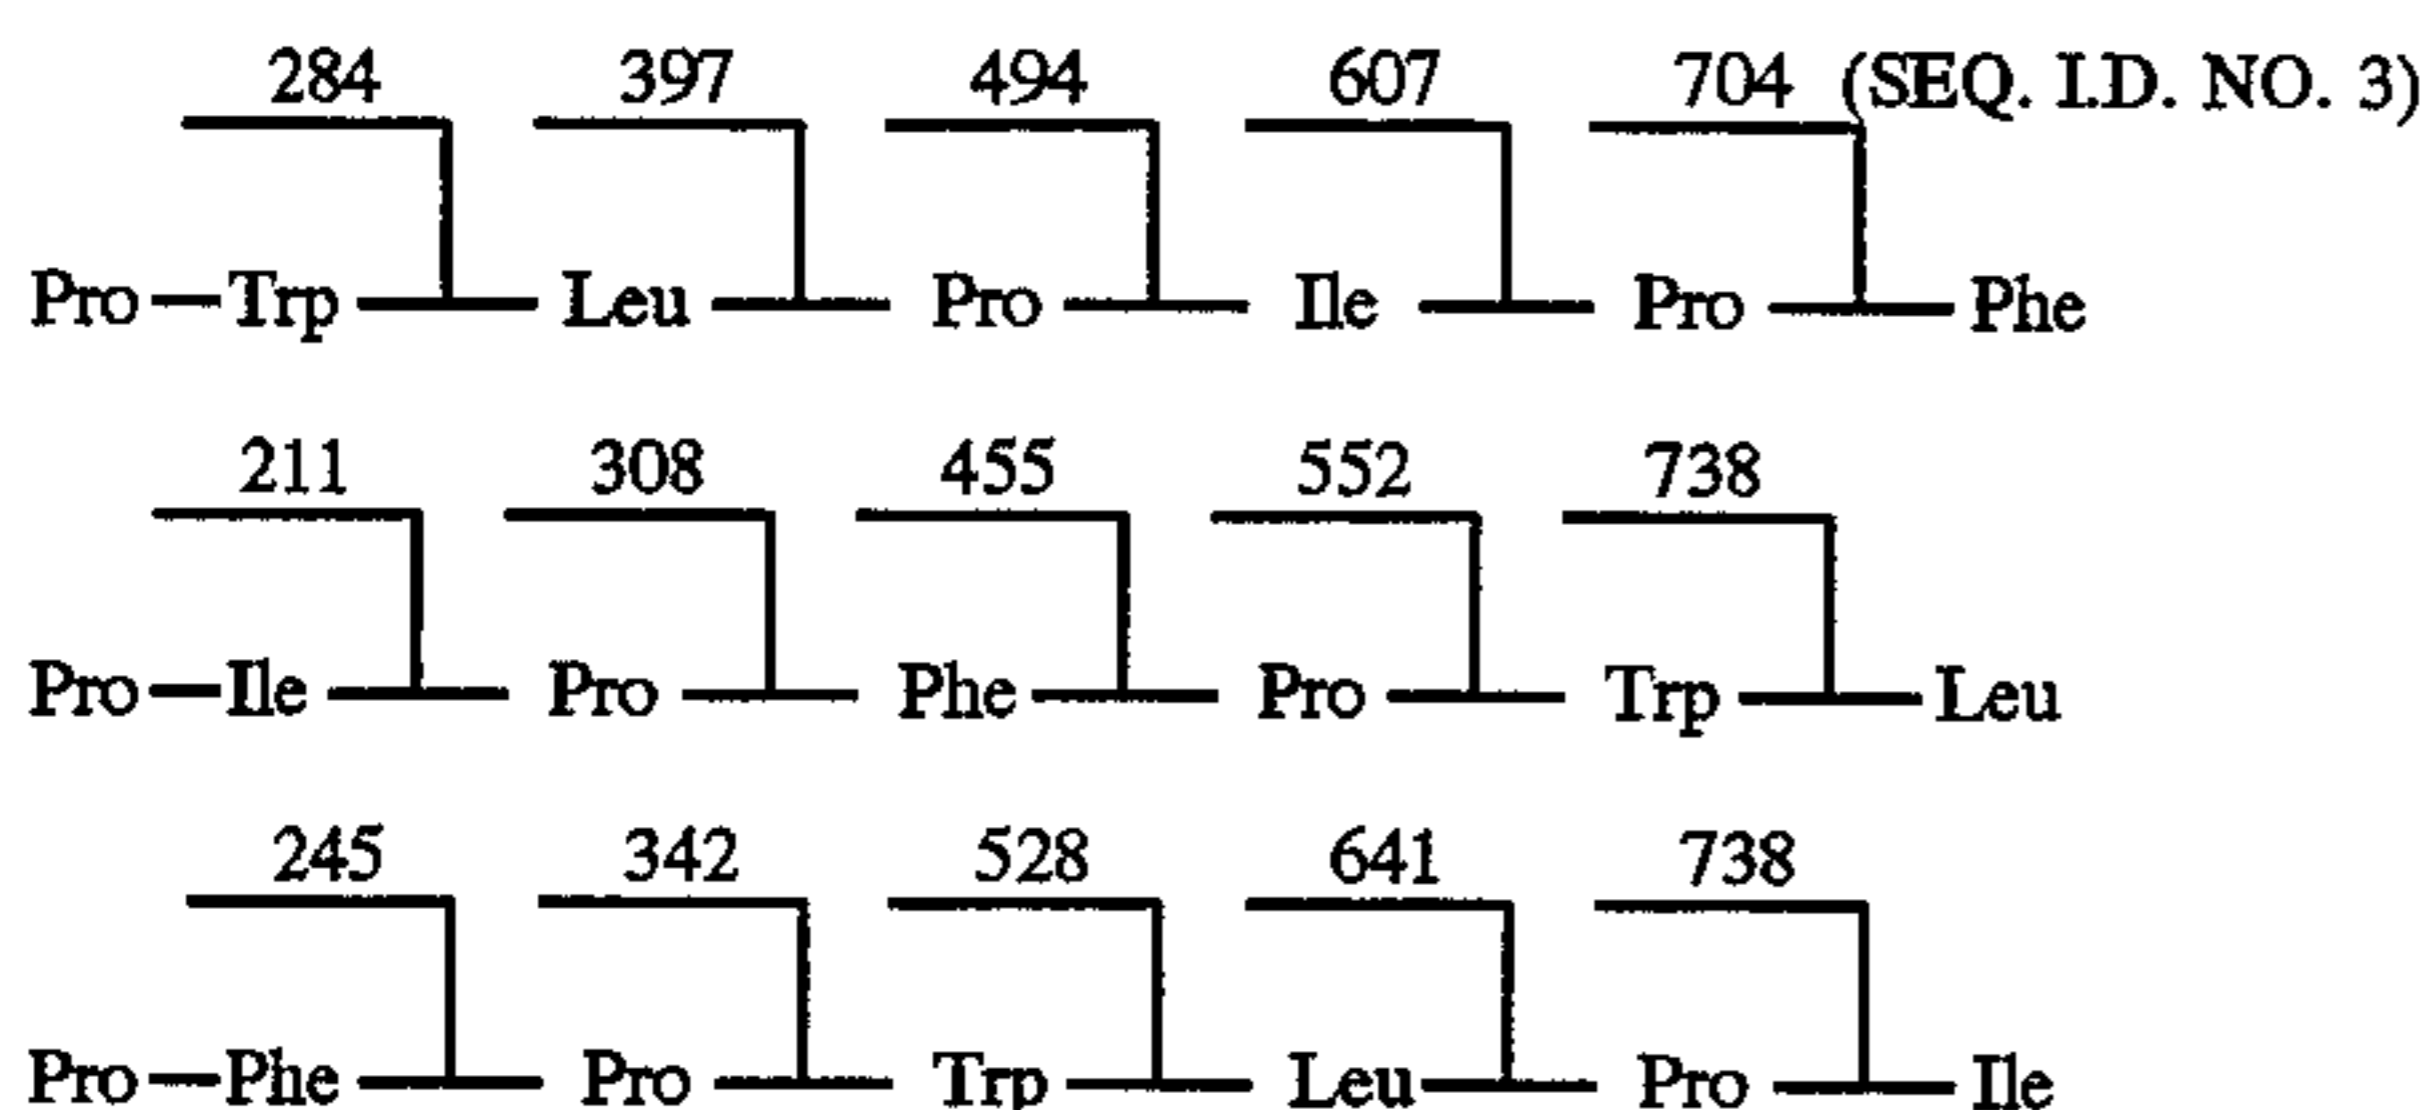 284 397 494 607 704 (SEQ. I.D. NO. 3)
Pro—Trp Leu Pro Ile Pro Phe
211 308 455 552 738
Pro—Ile Pro Phe Pro Trp Leu
245 342 528 641 738
Pro—Phe Pro Trp Leu Pro Ile